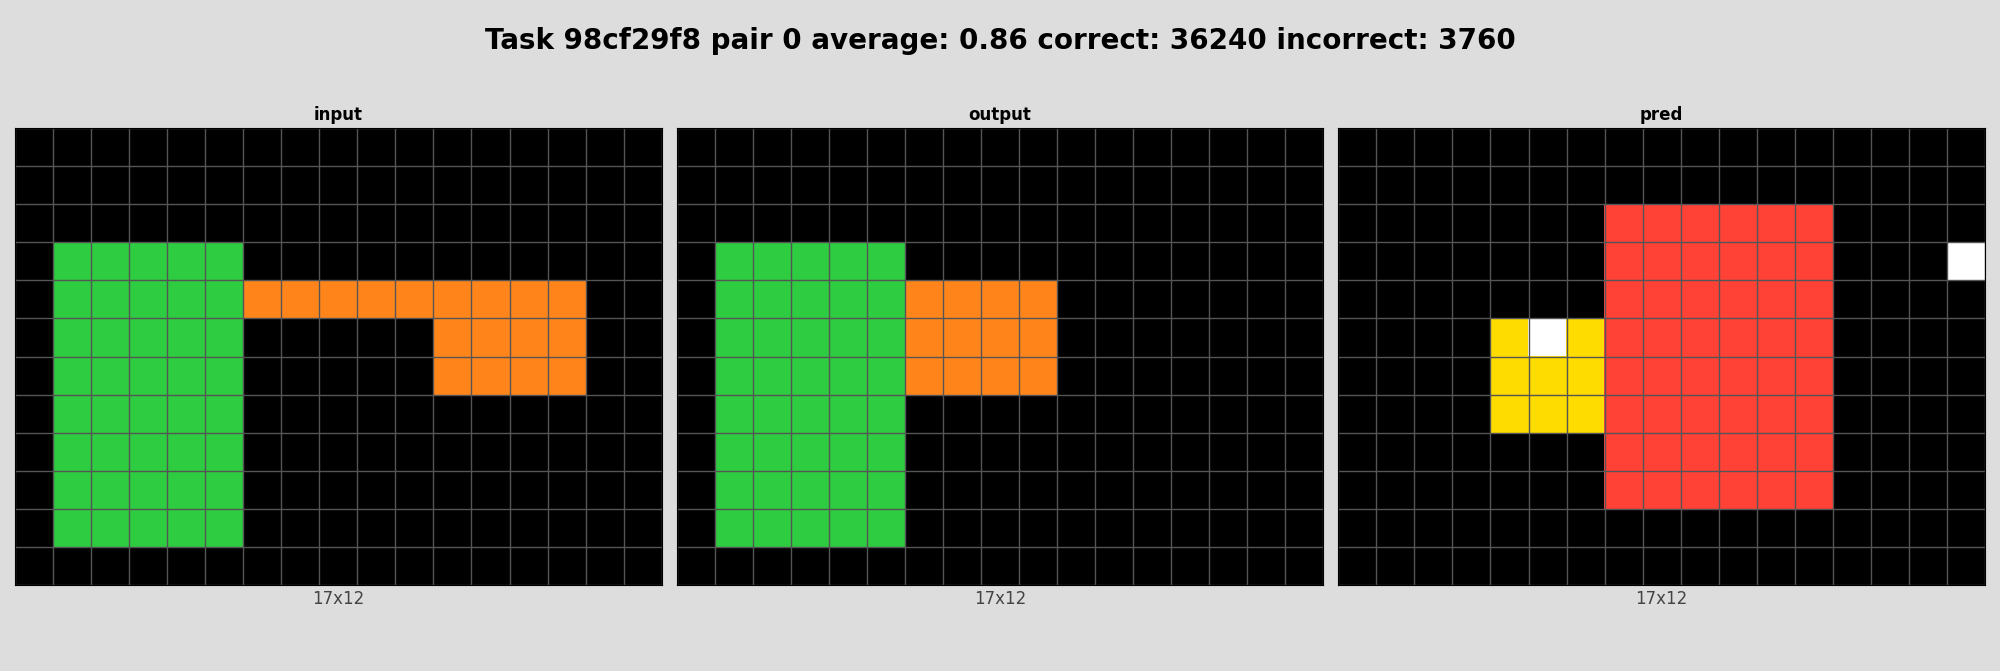 Task 98cf29f8 pair 0 average: 0.86 correct: 36240 incorrect: 3760
input output pred
17x12 17x12 17x12